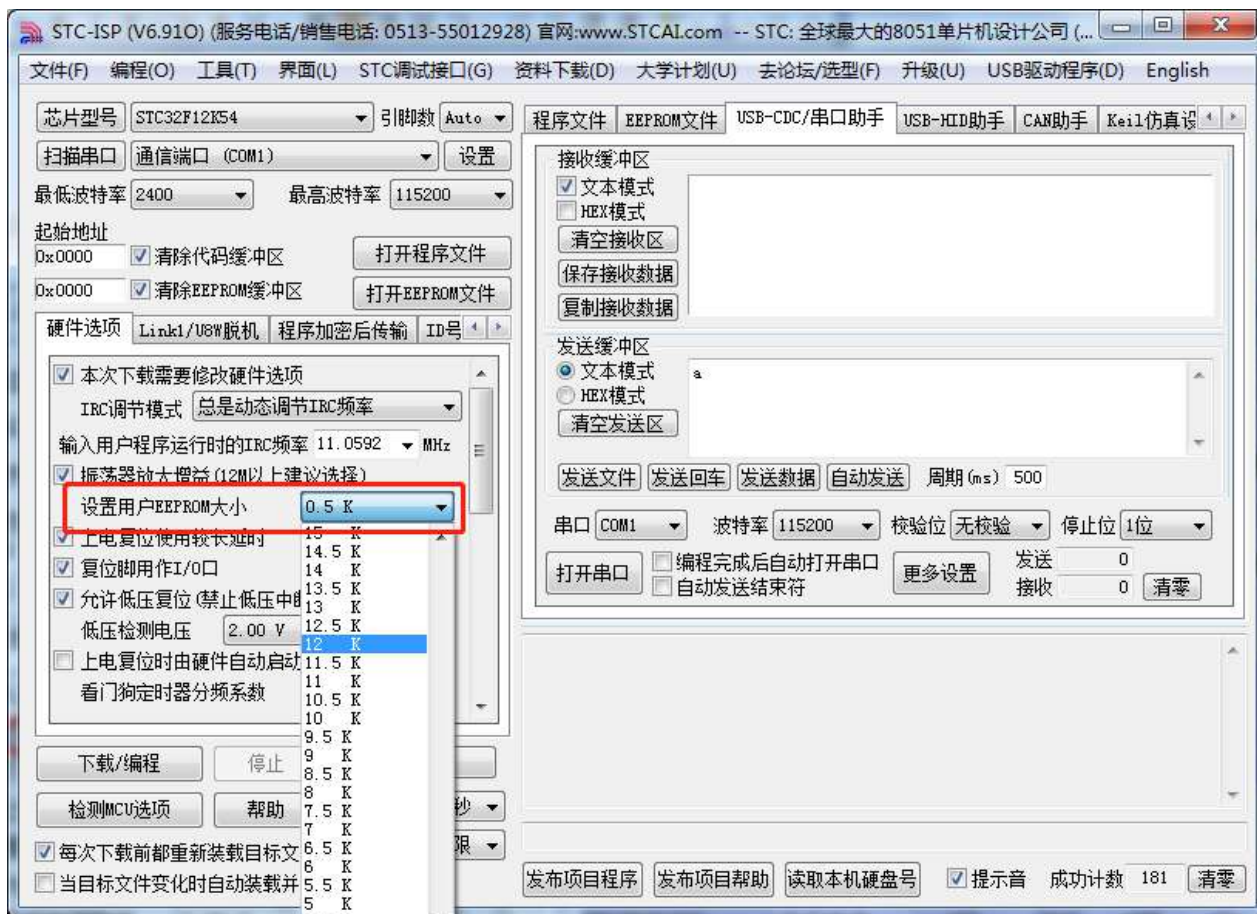 STC-ISP (V6.91O) (服务电话/销售电话: 0513-55012928) 官网:www.STCAI.com -- STC: 全球最大的8051单片机设计公司 (...
文件(F) 编程(O) 工具(T) 界面(L) STC调试接口(G) 资料下载(D) 大学计划(U) 去论坛/选型(F) 升级(U) USB驱动程序(D) English
芯片型号 STC32F12K54 引脚数 Auto
扫描串口 通信端口 (COM1) 设置
最低波特率 2400 最高波特率 115200
起始地址
0x0000 清除代码缓冲区 打开程序文件
0x0000 清除EEPROM缓冲区 打开EEPROM文件
硬件选项 Link1/U8W脱机 程序加密后传输 ID号
本次下载需要修改硬件选项
IRC调节模式 总是动态调节IRC频率
输入用户程序运行时的IRC频率 11.0592 MHz
振荡器放大增益(12M以上建议选择)
设置用户EEPROM大小 0.5 K
上电复位使用较长延时
复位脚用作I/O口
允许低压复位(禁止低压中
低压检测电压 2.00 V
上电复位时由硬件自动启动
看门狗定时器分频系数
15 K
14.5 K
14 K
13.5 K
13 K
12.5 K
12 K
11.5 K
11 K
10.5 K
10 K
9.5 K
9 K
8.5 K
8 K
7.5 K
7 K
6.5 K
6 K
5.5 K
5 K
下载/编程 停止
检测MCU选项 帮助 秒
每次下载前都重新装载目标文 限
当目标文件变化时自动装载并
程序文件 EEPROM文件 USB-CDC/串口助手 USB-HID助手 CAN助手 Keil仿真设
接收缓冲区
文本模式
HEX模式
清空接收区
保存接收数据
复制接收数据
发送缓冲区
文本模式 a
HEX模式
清空发送区
发送文件 发送回车 发送数据 自动发送 周期(ms) 500
串口 COM1 波特率 115200 校验位 无校验 停止位 1位
打开串口 编程完成后自动打开串口 更多设置 发送 0
自动发送结束符 接收 0 清零
发布项目程序 发布项目帮助 读取本机硬盘号 提示音 成功计数 181 清零